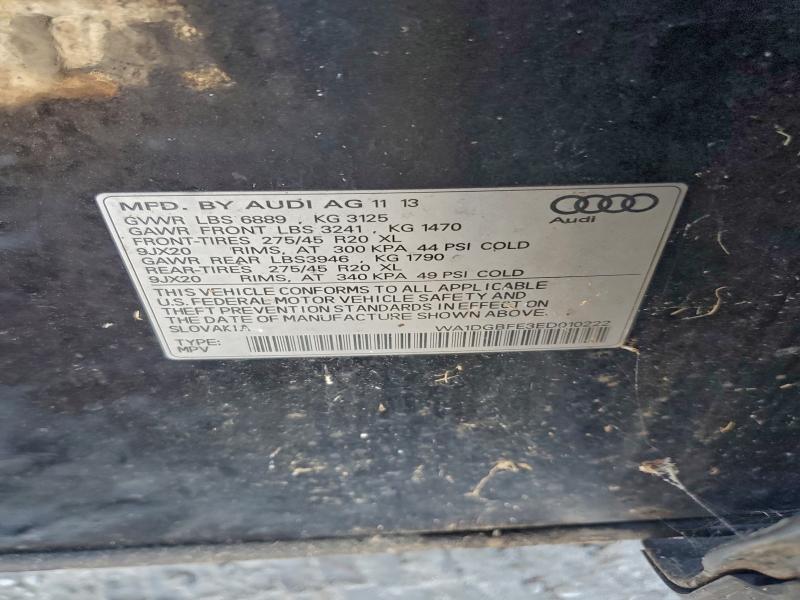 MFD. BY AUDI AG 11 13
GVWR LBS 6889 , KG 3125
GAWR FRONT LBS 3241 , KG 1470
FRONT-TIRES 275/45 R20 XL
9JX20 RIMS, AT 300 KPA 44 PSI COLD
GAWR REAR LBS3946 , KG 1790
REAR-TIRES 275/45 R20 XL
9JX20 RIMS, AT 340 KPA 49 PSI COLD
THIS VEHICLE CONFORMS TO ALL APPLICABLE
U.S. FEDERAL MOTOR VEHICLE SAFETY AND
THEFT PREVENTION STANDARDS IN EFFECT ON
THE DATE OF MANUFACTURE SHOWN ABOVE.
SLOVAKIA WA1DGBFE3ED010222
TYPE:
MPV
Audi